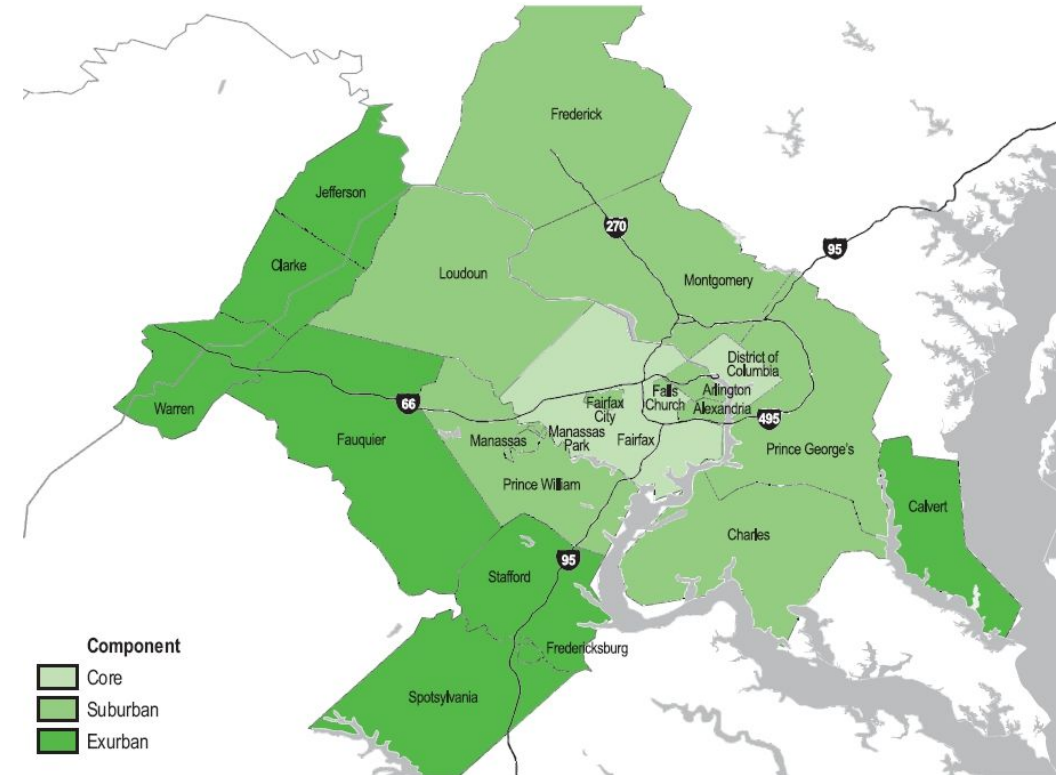 Frederick
Jefferson
270
95
Clarke
Loudoun
Montgomery
District of
Columbia
Falls
Church
Arlington
Alexandria
Fairfax
City
66
Warren
495
Fauquier
Manassas
Manassas
Park
Fairfax
Prince George's
Prince William
Calvert
Charles
95
Stafford
Fredericksburg
Spotsylvania
Component
Core
Suburban
Exurban